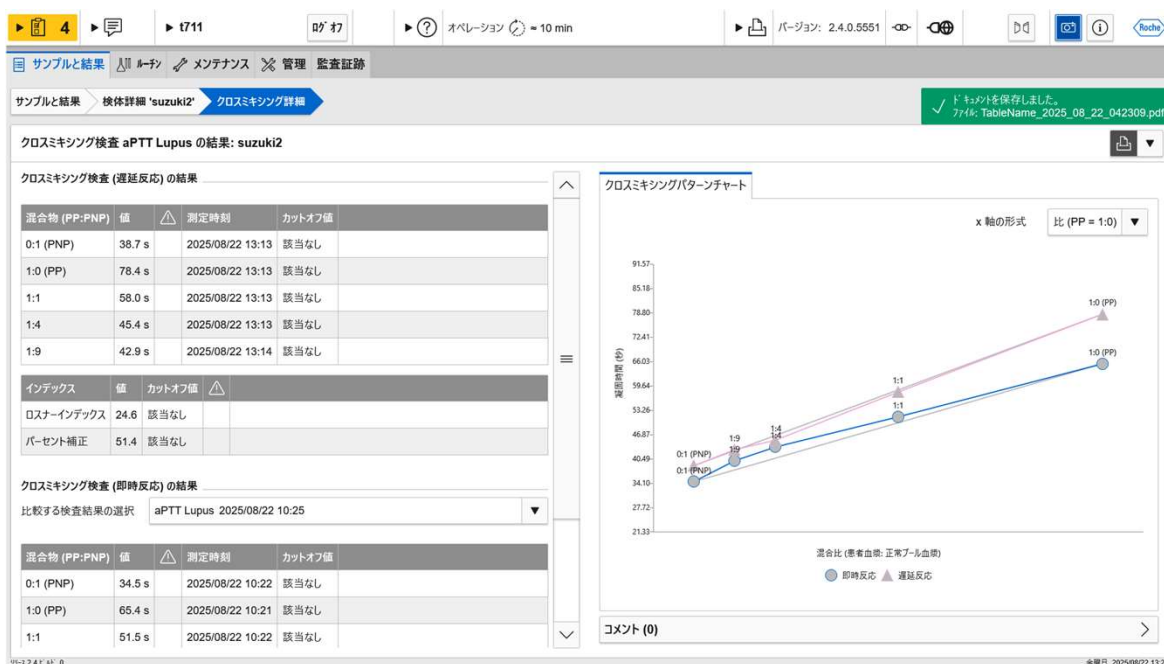 4 t711 ﾛｸﾞ ｵﾌ オペレーション ≈ 10 min バージョン: 2.4.0.5551 Roche
サンプルと結果 ルーチン メンテナンス 管理 監査証跡
サンプルと結果 検体詳細 'suzuki2' クロスミキシング詳細
ドキュメントを保存しました。
ファイル: TableName_2025_08_22_042309.pdf
クロスミキシング検査 aPTT Lupus の結果: suzuki2
クロスミキシング検査 (遅延反応) の結果
混合物 (PP:PNP) 値 測定時刻 カットオフ値
0:1 (PNP) 38.7 s 2025/08/22 13:13 該当なし
1:0 (PP) 78.4 s 2025/08/22 13:13 該当なし
1:1 58.0 s 2025/08/22 13:13 該当なし
1:4 45.4 s 2025/08/22 13:13 該当なし
1:9 42.9 s 2025/08/22 13:14 該当なし
インデックス 値 カットオフ値
ロスナーインデックス 24.6 該当なし
パーセント補正 51.4 該当なし
クロスミキシング検査 (即時反応) の結果
比較する検査結果の選択 aPTT Lupus 2025/08/22 10:25
混合物 (PP:PNP) 値 測定時刻 カットオフ値
0:1 (PNP) 34.5 s 2025/08/22 10:22 該当なし
1:0 (PP) 65.4 s 2025/08/22 10:21 該当なし
1:1 51.5 s 2025/08/22 10:22 該当なし
クロスミキシングパターンチャート
x 軸の形式 比 (PP = 1:0)
凝固時間 (秒)
91.57
85.18
78.80
72.41
66.03
59.64
53.26
46.87
40.49
34.10
27.72
21.33
1:0 (PP)
1:0 (PP)
1:1
1:1
1:4
1:4
1:9
1:9
0:1 (PNP)
0:1 (PNP)
混合比 (患者血漿: 正常プール血漿)
即時反応 遅延反応
コメント (0)